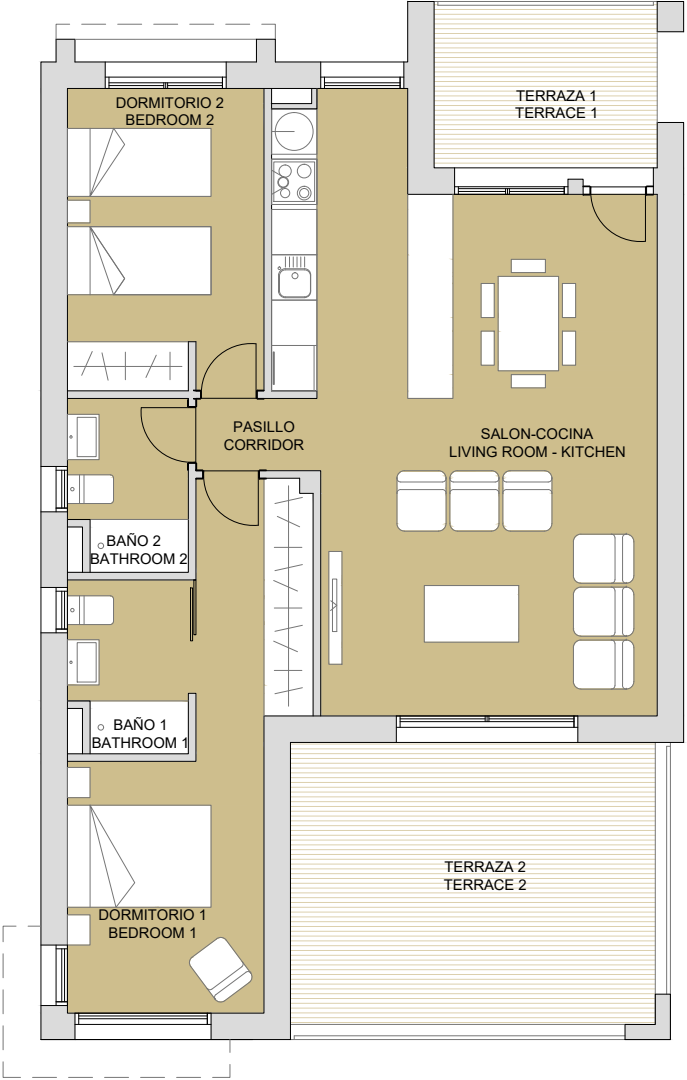 TERRAZA 1
TERRACE 1
DORMITORIO 2
BEDROOM 2
PASILLO
CORRIDOR
SALON-COCINA
LIVING ROOM - KITCHEN
BAÑO 2
BATHROOM 2
BAÑO 1
BATHROOM 1
TERRAZA 2
TERRACE 2
DORMITORIO 1
BEDROOM 1